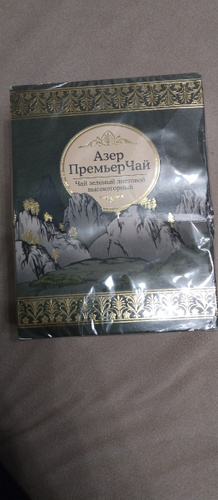 Азер
ПремьерЧай
Чай зеленый листовой
высокогорный